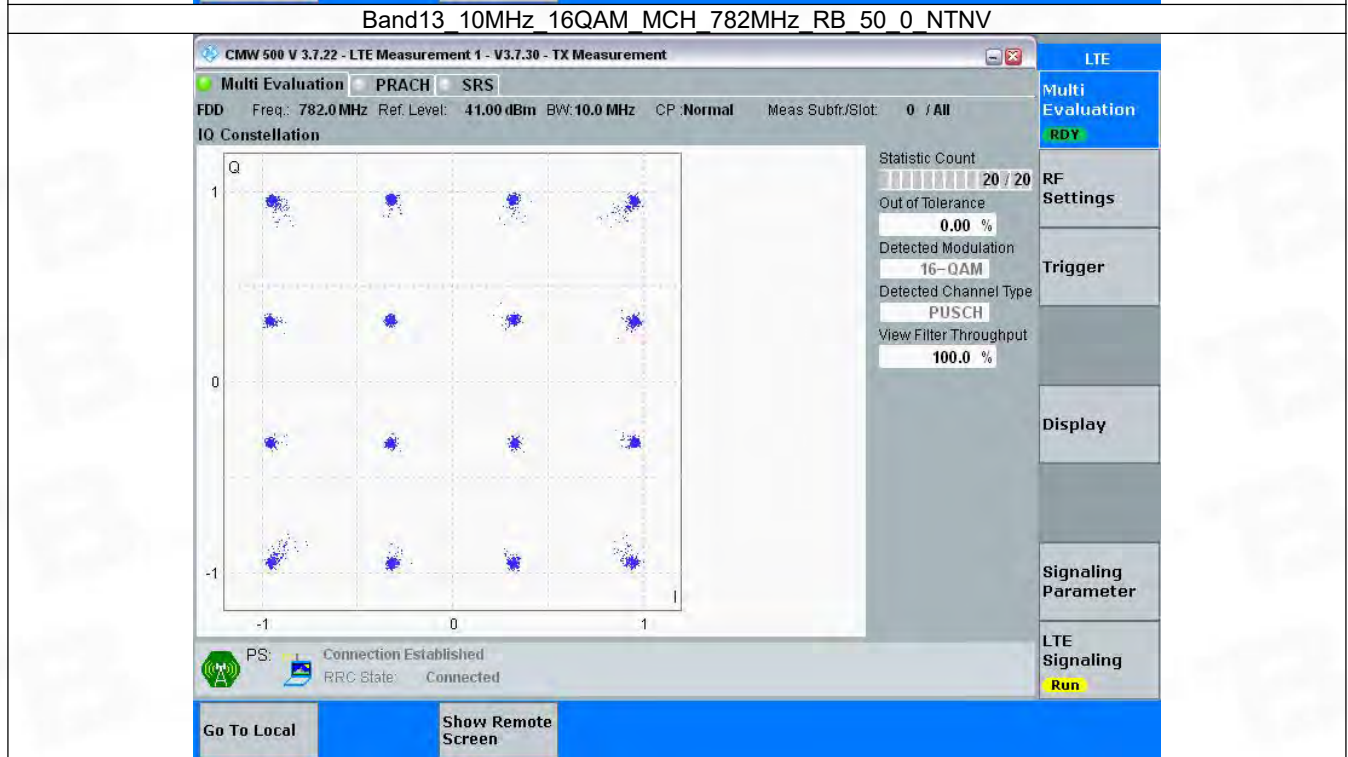 Band13_10MHz_16QAM_MCH_782MHz_RB_50_0_NTNV
CMW 500 V 3.7.22 - LTE Measurement 1 - V3.7.30 - TX Measurement
LTE
Multi Evaluation PRACH SRS
FDD Freq.: 782.0 MHz Ref. Level: 41.00 dBm BW: 10.0 MHz CP :Normal Meas Subfr./Slot: 0 / All
IQ Constellation
Q
1
0
-1
I
-1 0 1
Statistic Count
20 / 20
Out of Tolerance
0.00 %
Detected Modulation
16-QAM
Detected Channel Type
PUSCH
View Filter Throughput
100.0 %
Multi
Evaluation
RDY
RF
Settings
Trigger
Display
Signaling
Parameter
LTE
Signaling
Run
PS: Connection Established
RRC State: Connected
Go To Local
Show Remote
Screen